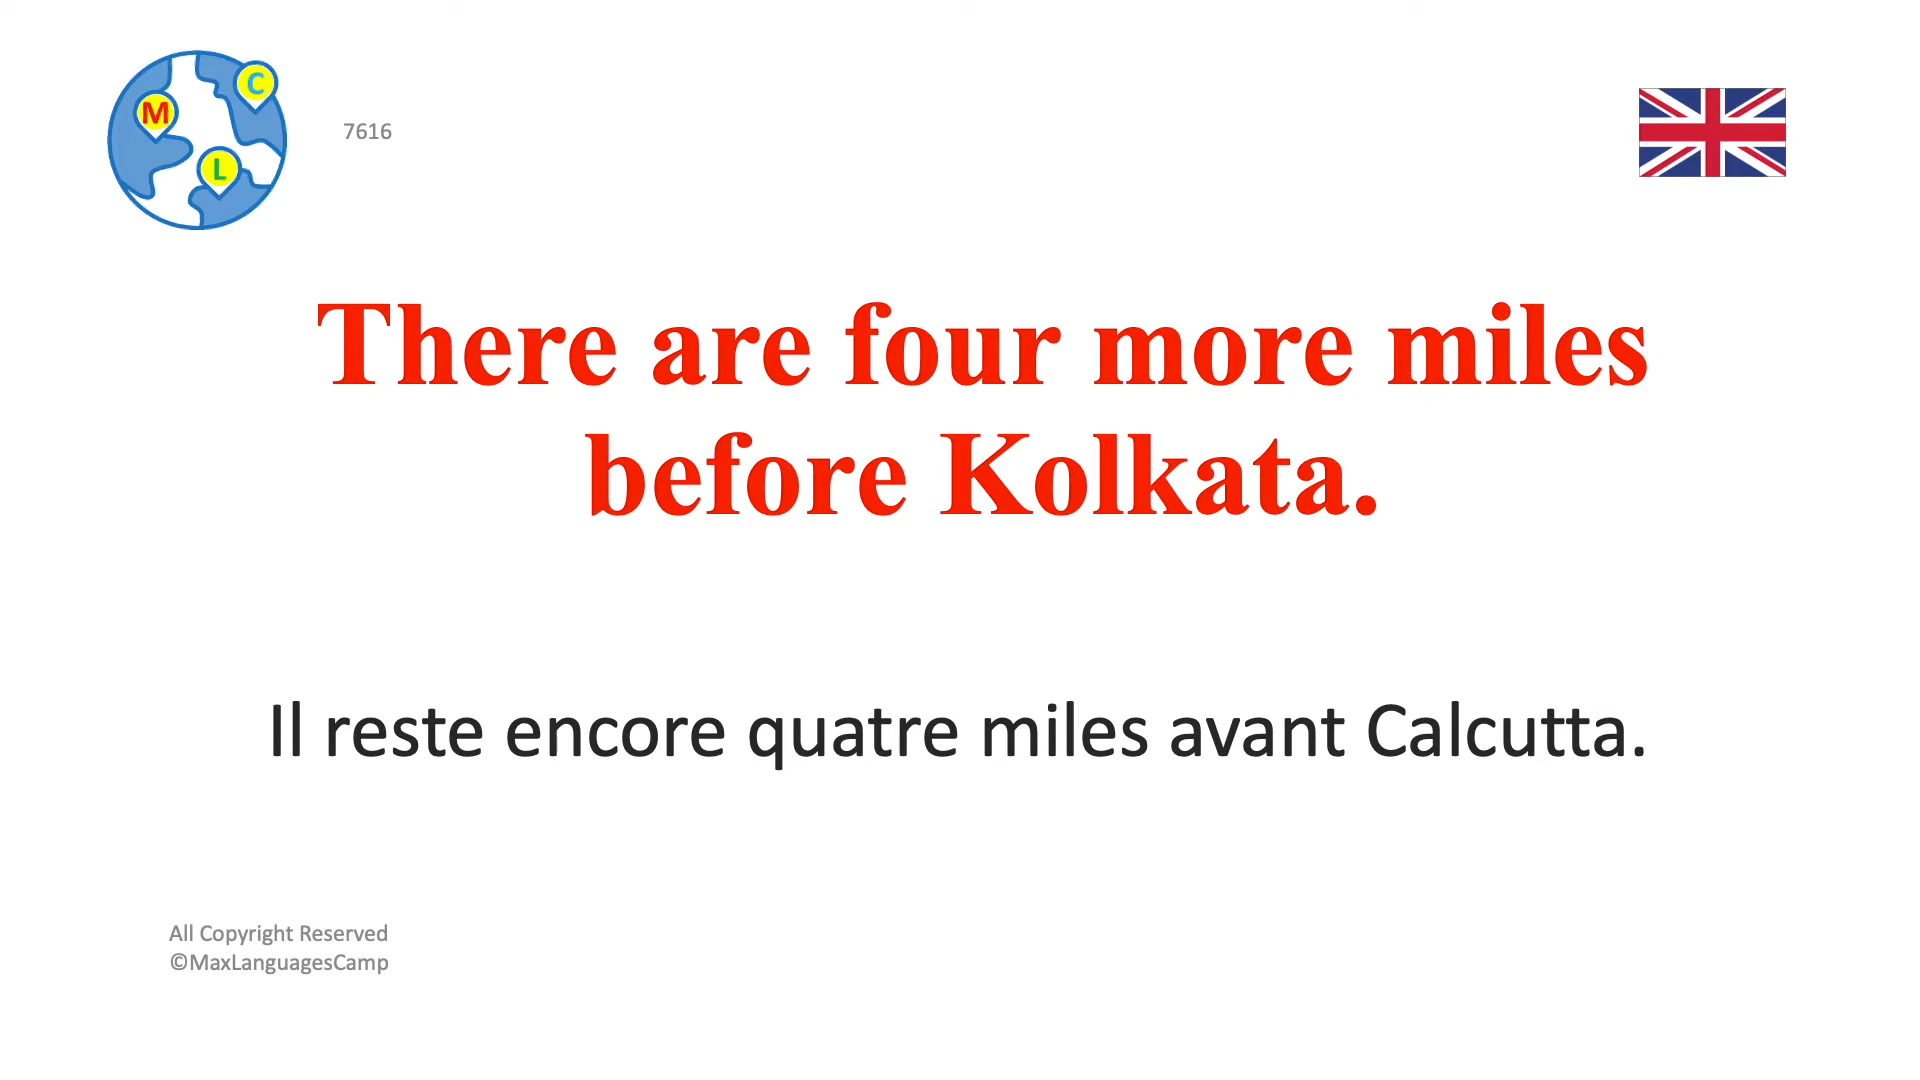 C
M
7616
L
There are four more miles
before Kolkata.
Il reste encore quatre miles avant Calcutta.
All Copyright Reserved
©MaxLanguagesCamp